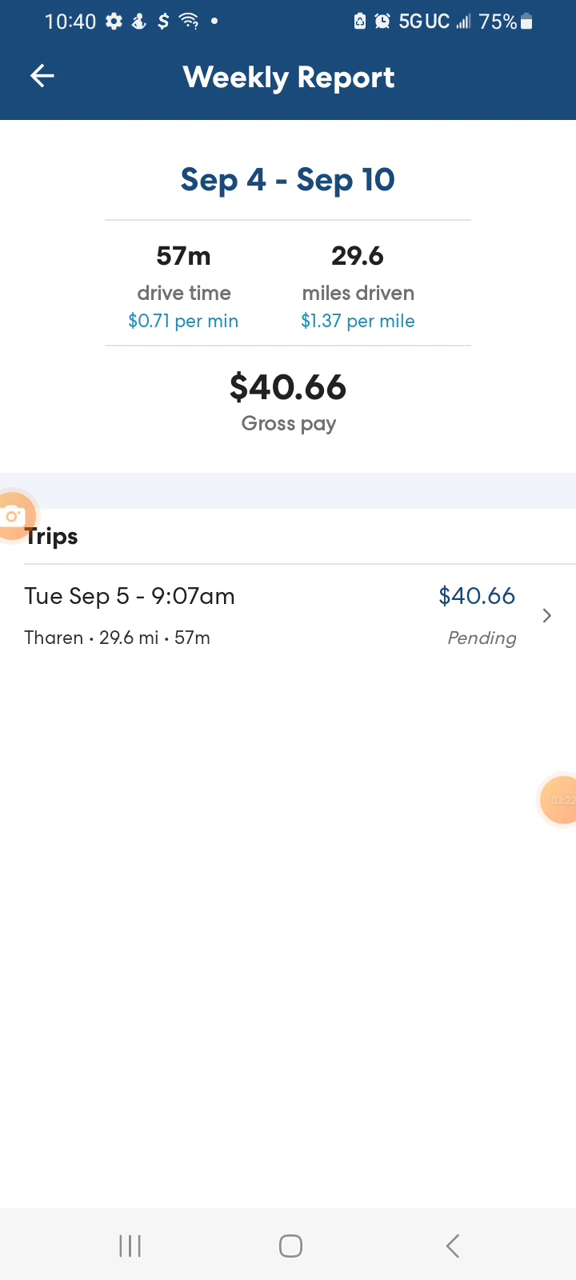 10:40 $ 5G UC 75%
Weekly Report
Sep 4 - Sep 10
57m 29.6
drive time miles driven
$0.71 per min $1.37 per mile
$40.66
Gross pay
Trips
Tue Sep 5 - 9:07am $40.66
Tharen • 29.6 mi • 57m Pending
03:22